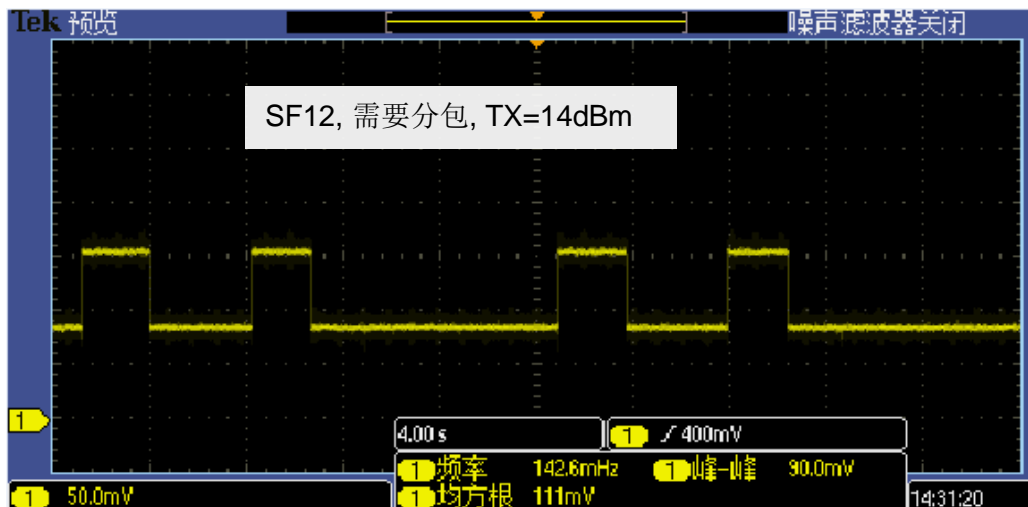 Tek 预览
噪声滤波器关闭
SF12, 需要分包, TX=14dBm
1
4.00 s
1 400mV
1 频率 142.6mHz 1 峰-峰 90.0mV
1 50.0mV
1 均方根 111mV
14:31:20